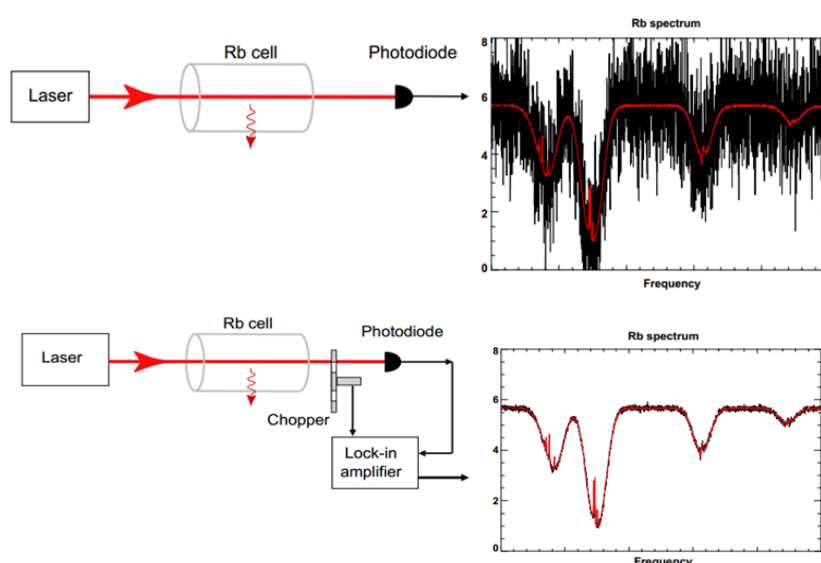 Rb spectrum
Rb cell
Photodiode
Laser
8
6
4
2
0
Frequency
Rb spectrum
Rb cell
Photodiode
Laser
Chopper
Lock-in
amplifier
8
6
4
2
0
Frequency